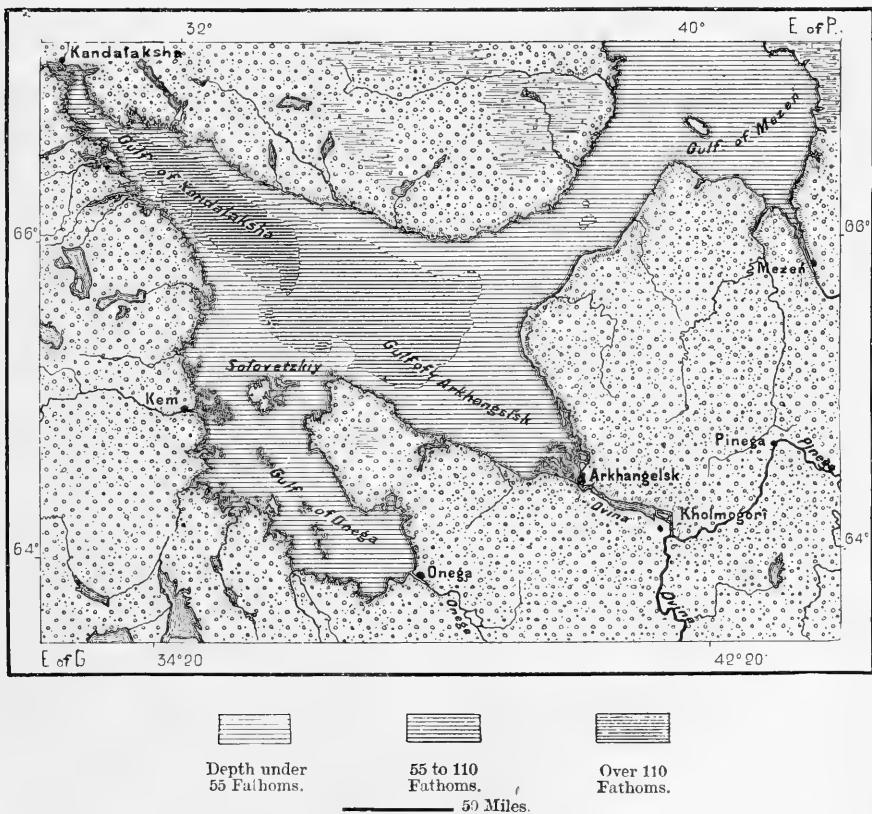 32° 40° E of P.
Kandalaksha
Gulf of Kandalaksha
Gulf of Mezen
66° 66°
Mezen
Solovetzkiy
Gulf of Arkhangelsk
Kem
Pinega
Pinega
Arkhangelsk
Gulf of Onega
Dvina
Kholmogorî
64° 64°
Onega
Onega
Dvina
E of G 34°20 42°20
Depth under
55 Fathoms.
55 to 110
Fathoms.
Over 110
Fathoms.
50 Miles.